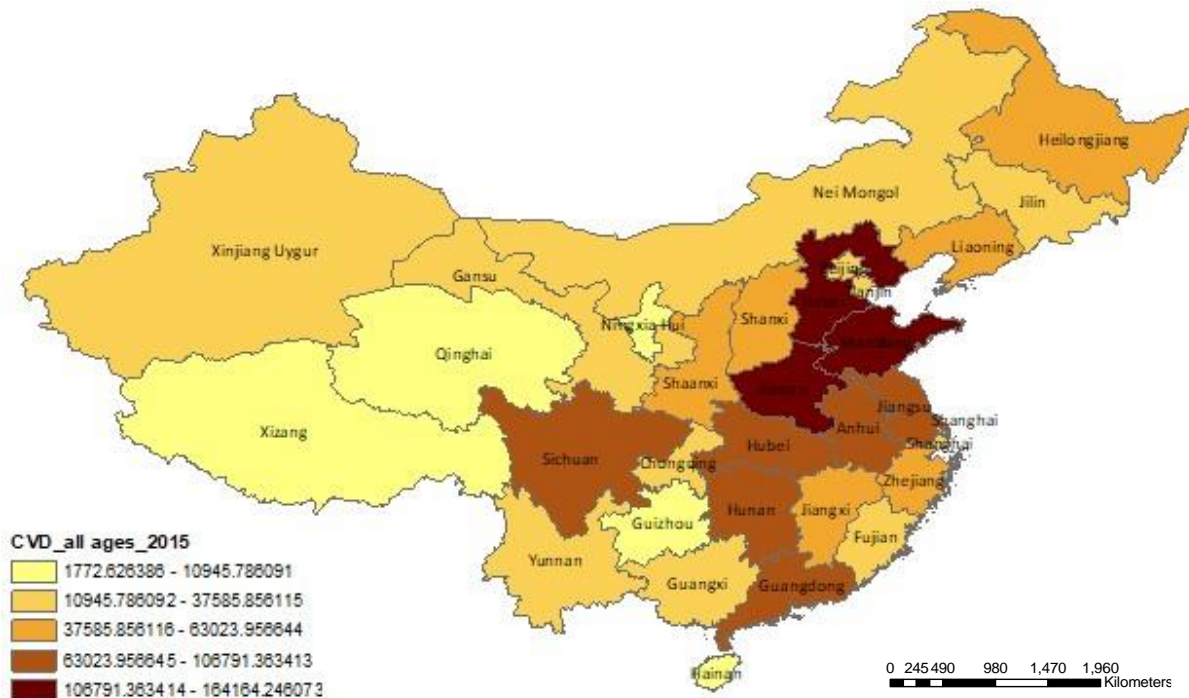 Heilongjiang
Nei Mongol
Jilin
Xinjiang Uygur
Liaoning
Gansu
Ningxia Hui
Shanxi
Qinghai
Shaanxi
Jiangsu
Xizang
Anhui
Shanghai
Hubei
Shanghai
Sichuan
Chongqing
Zhejiang
Hunan
Jiangxi
Guizhou
Fujian
Yunnan
Guangxi
Guangdong
Hainan
CVD_all ages_2015
1772.626386 - 10945.786091
10945.786092 - 37585.856115
37585.856116 - 63023.956644
63023.956645 - 106791.363413
106791.363414 - 164164.246073
0 245 490 980 1,470 1,960
Kilometers